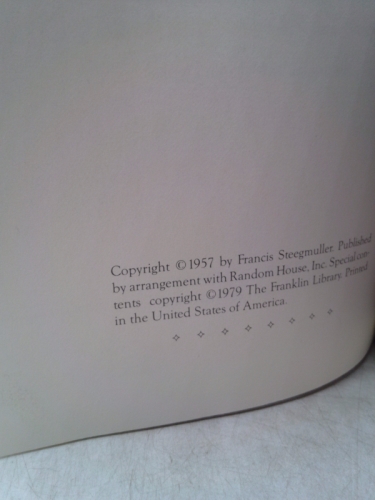 Copyright ©1957 by Francis Steegmuller. Published
by arrangement with Random House, Inc. Special con-
tents copyright ©1979 The Franklin Library. Printed
in the United States of America.